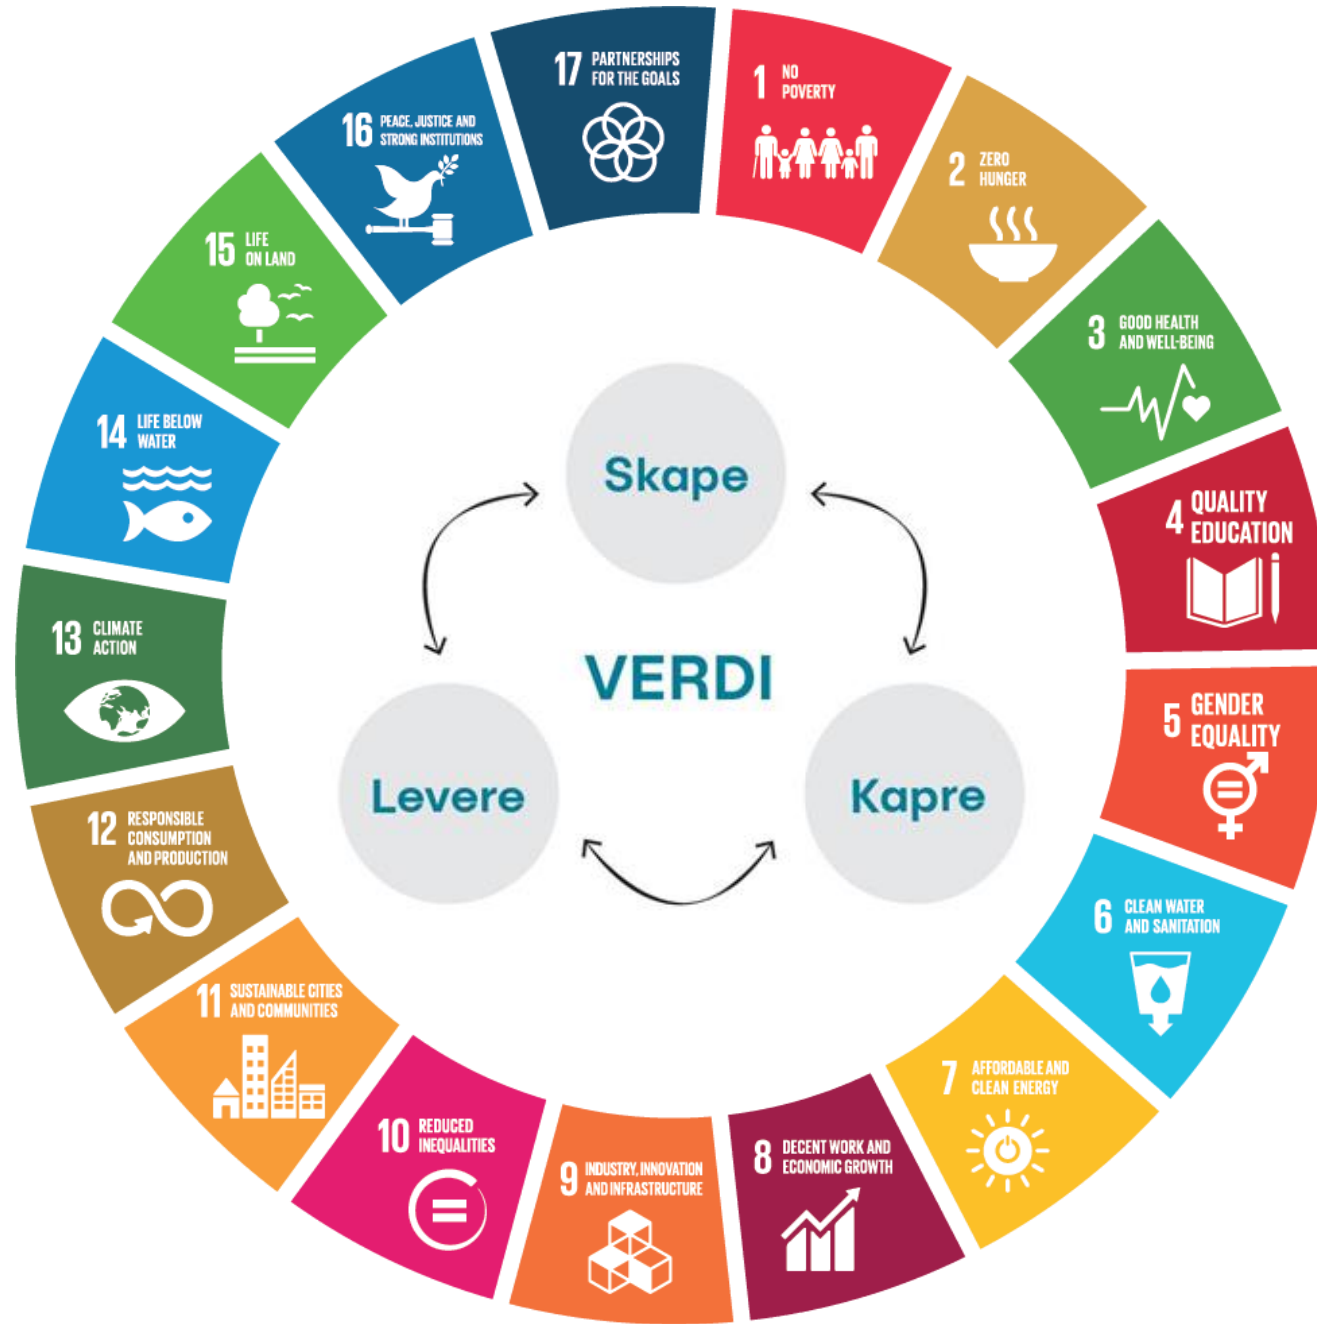 1 NO
POVERTY
2 ZERO
HUNGER
3 GOOD HEALTH
AND WELL-BEING
4 QUALITY
EDUCATION
5 GENDER
EQUALITY
6 CLEAN WATER
AND SANITATION
7 AFFORDABLE AND
CLEAN ENERGY
8 DECENT WORK AND
ECONOMIC GROWTH
9 INDUSTRY, INNOVATION
AND INFRASTRUCTURE
10 REDUCED
INEQUALITIES
11 SUSTAINABLE CITIES
AND COMMUNITIES
12 RESPONSIBLE
CONSUMPTION
AND PRODUCTION
13 CLIMATE
ACTION
14 LIFE BELOW
WATER
15 LIFE
ON LAND
16 PEACE, JUSTICE AND
STRONG INSTITUTIONS
17 PARTNERSHIPS
FOR THE GOALS
Skape
VERDI
Levere
Kapre